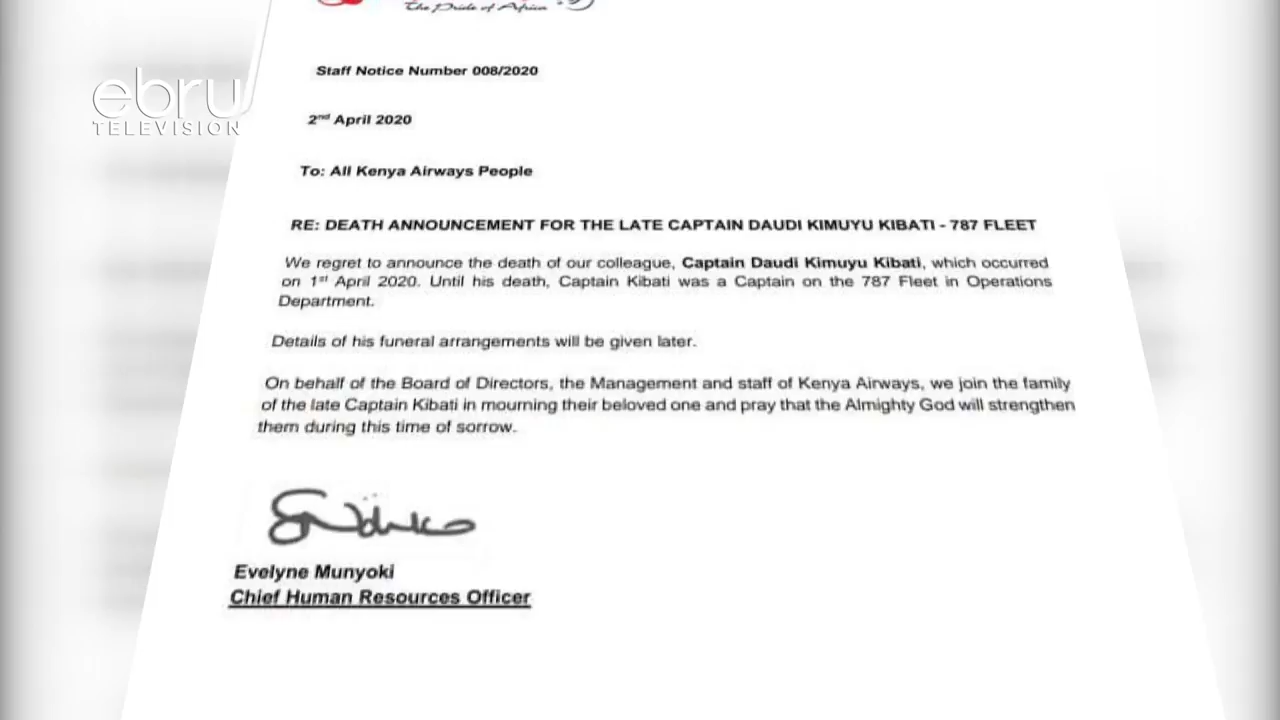 The Pride of Africa
ebru
TELEVISION
Staff Notice Number 008/2020
2nd April 2020
To: All Kenya Airways People
RE: DEATH ANNOUNCEMENT FOR THE LATE CAPTAIN DAUDI KIMUYU KIBATI - 787 FLEET
We regret to announce the death of our colleague, Captain Daudi Kimuyu Kibati, which occurred
on 1st April 2020. Until his death, Captain Kibati was a Captain on the 787 Fleet in Operations
Department.
Details of his funeral arrangements will be given later.
On behalf of the Board of Directors, the Management and staff of Kenya Airways, we join the family
of the late Captain Kibati in mourning their beloved one and pray that the Almighty God will strengthen
them during this time of sorrow.
Evelyne Munyoki
Chief Human Resources Officer